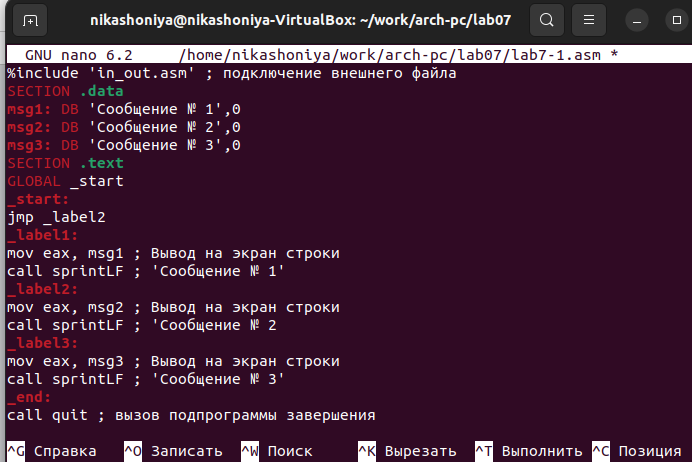 nikashoniya@nikashoniya-VirtualBox: ~/work/arch-pc/lab07
GNU nano 6.2 /home/nikashoniya/work/arch-pc/lab07/lab7-1.asm *
%include 'in_out.asm' ; подключение внешнего файла
SECTION .data
msg1: DB 'Сообщение № 1',0
msg2: DB 'Сообщение № 2',0
msg3: DB 'Сообщение № 3',0
SECTION .text
GLOBAL _start
_start:
jmp _label2
_label1:
mov eax, msg1 ; Вывод на экран строки
call sprintLF ; 'Сообщение № 1'
_label2:
mov eax, msg2 ; Вывод на экран строки
call sprintLF ; 'Сообщение № 2
_label3:
mov eax, msg3 ; Вывод на экран строки
call sprintLF ; 'Сообщение № 3'
_end:
call quit ; вызов подпрограммы завершения
^G Справка ^O Записать ^W Поиск ^K Вырезать ^T Выполнить ^C Позиция